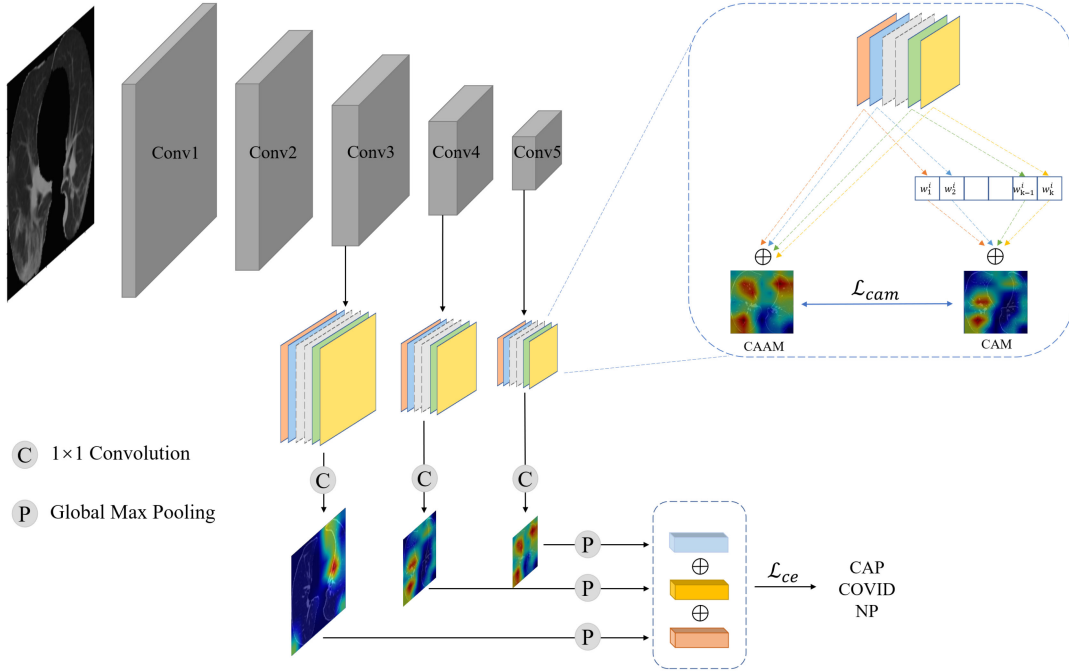 Conv1
Conv2
Conv3
Conv4
Conv5
w₁ⁱ w₂ⁱ wₖ₋₁ⁱ wₖⁱ
ℒcam
CAAM
CAM
C 1×1 Convolution
P Global Max Pooling
C
C
C
P
P
P
ℒce
CAP
COVID
NP